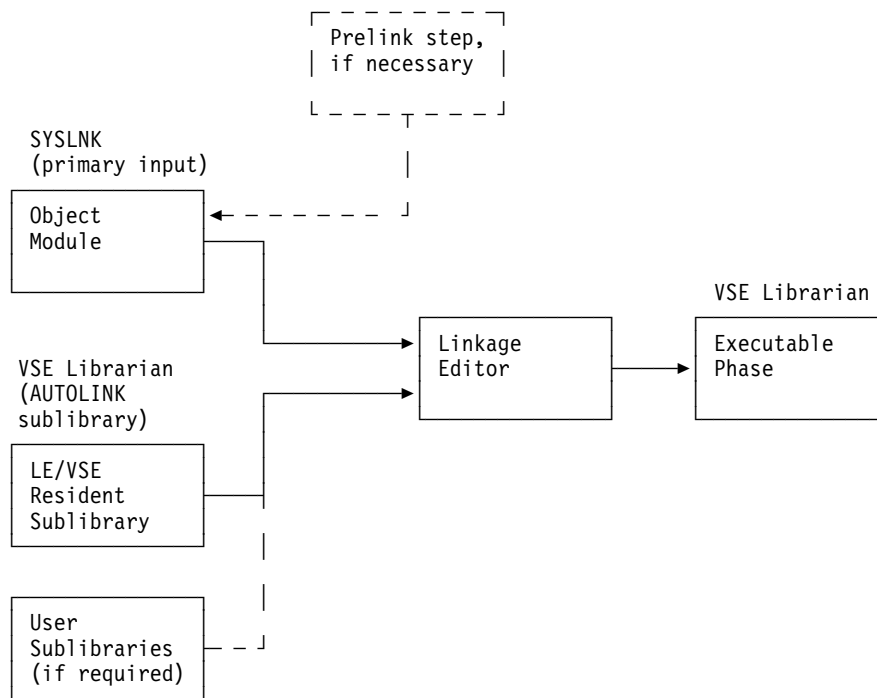 Prelink step,
if necessary
SYSLNK
(primary input)
Object
Module
VSE Librarian
(AUTOLINK
sublibrary)
LE/VSE
Resident
Sublibrary
User
Sublibraries
(if required)
Linkage
Editor
VSE Librarian
Executable
Phase